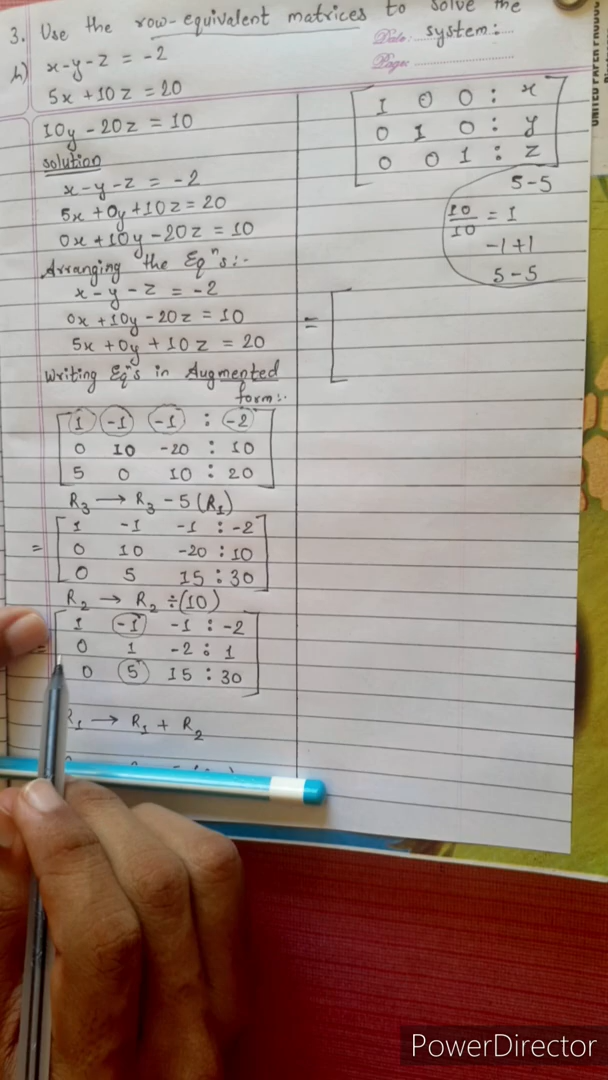 3. Use the row-equivalent matrices to solve the
system:
Date:
Page:
h) x-y-z = -2
5x + 10z = 20
10y - 20z = 10
solution
x-y-z = -2
5x + 0y + 10z = 20
0x + 10y - 20z = 10
Arranging the Eqⁿs:-
x - y - z = -2
0x + 10y - 20z = 10
5x + 0y + 10z = 20
Writing Eqⁿs in Augmented
form:-
1 -1 -1 : -2
0 10 -20 : 10
5 0 10 : 20
R₃ → R₃ - 5(R₁)
= 1 -1 -1 : -2
0 10 -20 : 10
0 5 15 : 30
R₂ → R₂ ÷(10)
= 1 -1 -1 : -2
0 1 -2 : 1
0 5 15 : 30
R₁ → R₁ + R₂
1 0 0 : x
0 1 0 : y
0 0 1 : z
5-5
10/10 = 1
-1+1
5-5
= [
PowerDirector